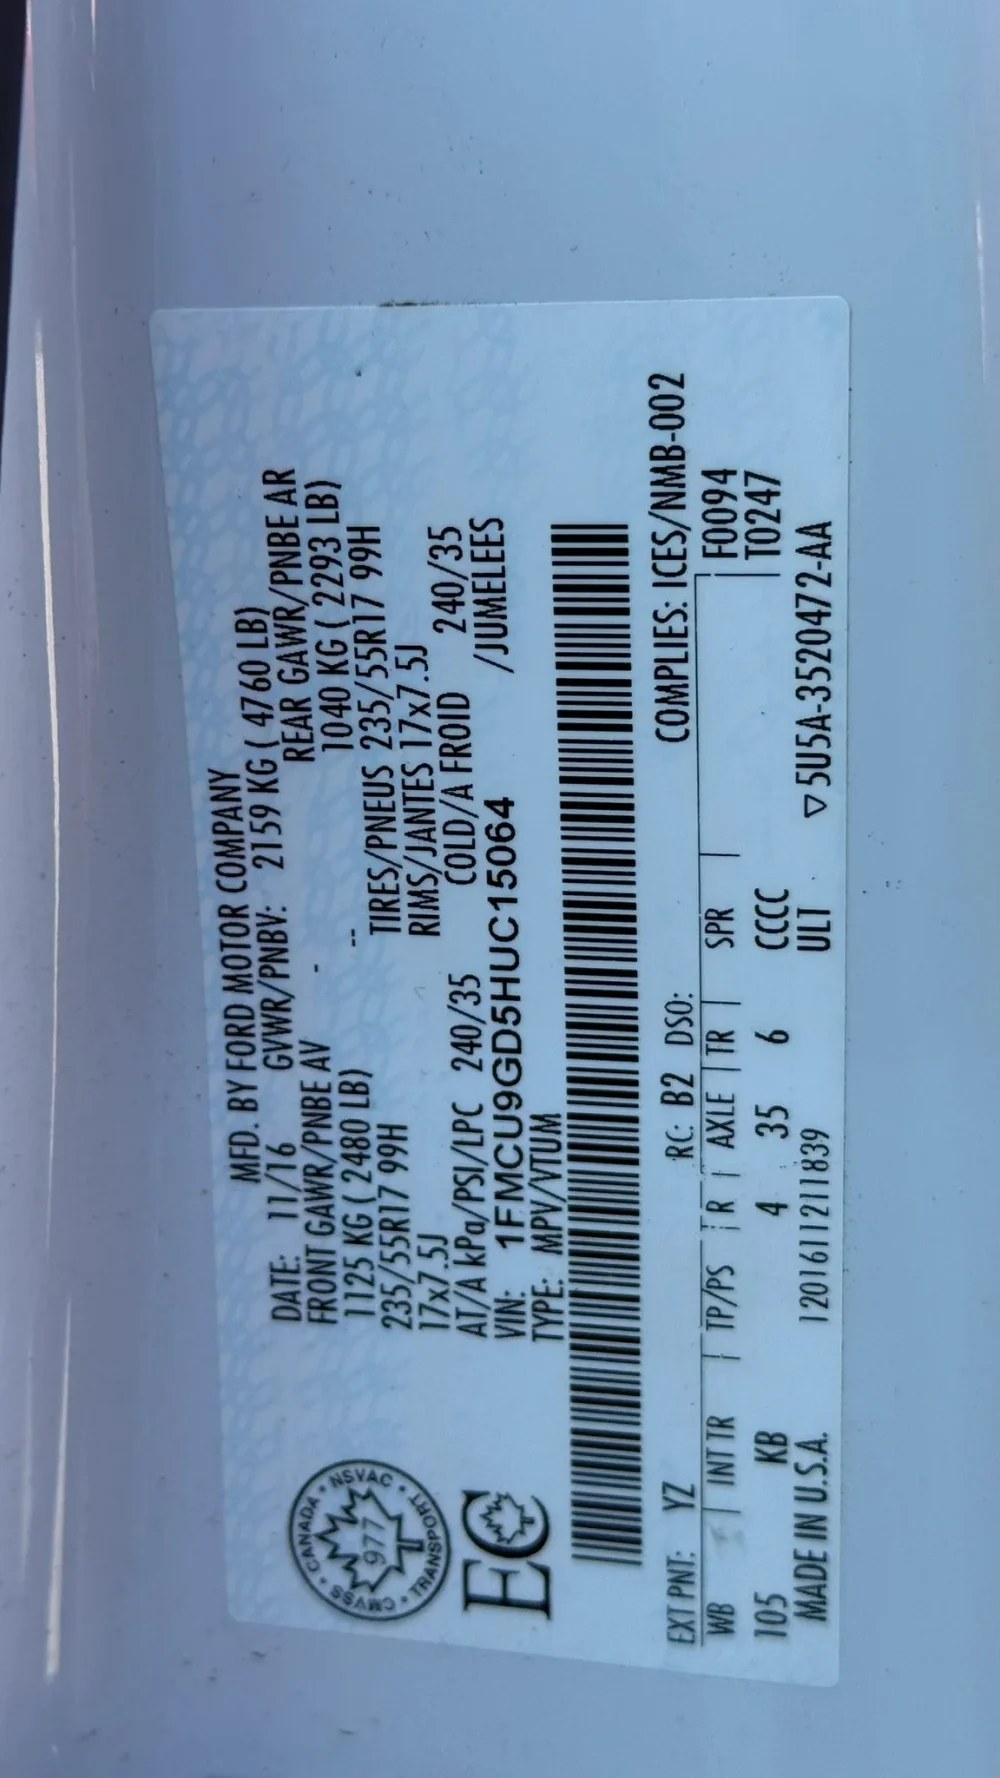 MFD. BY FORD MOTOR COMPANY
DATE: 11/16 GVWR/PNBV: 2159 KG ( 4760 LB)
FRONT GAWR/PNBE AV - REAR GAWR/PNBE AR
1125 KG ( 2480 LB) -- 1040 KG ( 2293 LB)
235/55R17 99H TIRES/PNEUS 235/55R17 99H
17x7.5J RIMS/JANTES 17x7.5J
AT/A kPa/PSI/LPC 240/35 COLD/A FROID 240/35
VIN: 1FMCU9GD5HUC15064 /JUMELEES
TYPE: MPV/VTUM
CANADA • NSVAC • TRANSPORT • CMVSS •
977
EC
COMPLIES: ICES/NMB-002
EXT PNT: YZ RC: B2 DSO:
WB INT TR TP/PS R AXLE TR SPR F0094
105 KB 4 35 6 CCCC T0247
ULT
MADE IN U.S.A. 1201611211839 ▽5U5A-3520472-AA